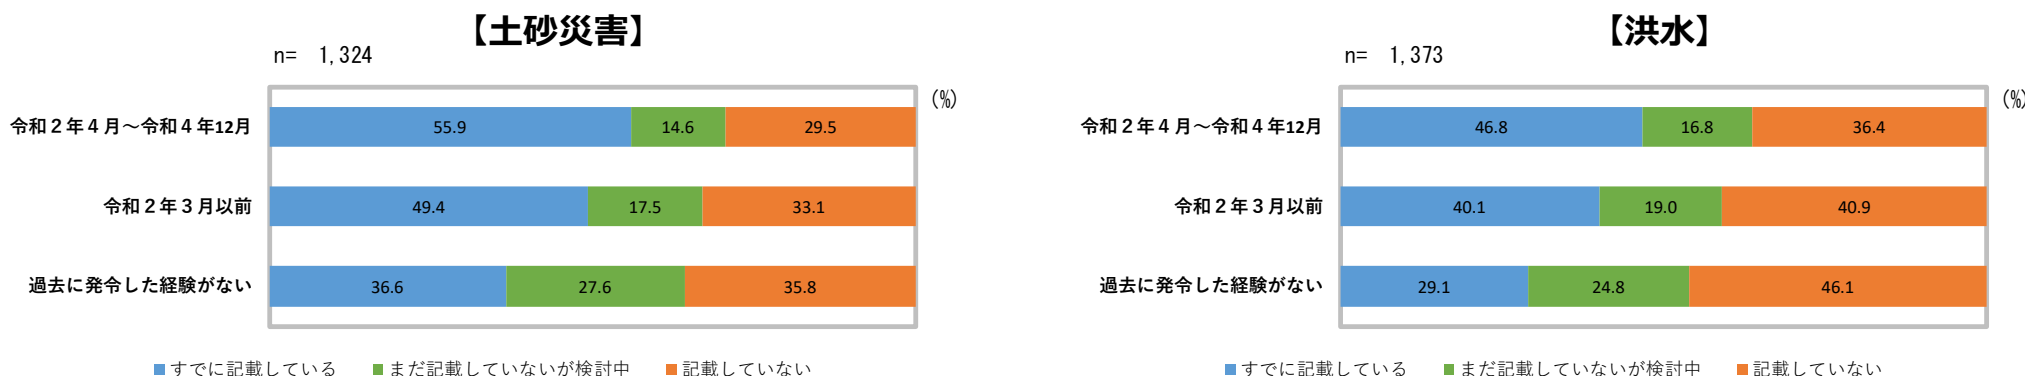 【土砂災害】
n= 1,324
(%)
令和２年４月～令和４年12月
55.9 14.6 29.5
令和２年３月以前
49.4 17.5 33.1
過去に発令した経験がない
36.6 27.6 35.8
すでに記載している まだ記載していないが検討中 記載していない
【洪水】
n= 1,373
(%)
令和２年４月～令和４年12月
46.8 16.8 36.4
令和２年３月以前
40.1 19.0 40.9
過去に発令した経験がない
29.1 24.8 46.1
すでに記載している まだ記載していないが検討中 記載していない